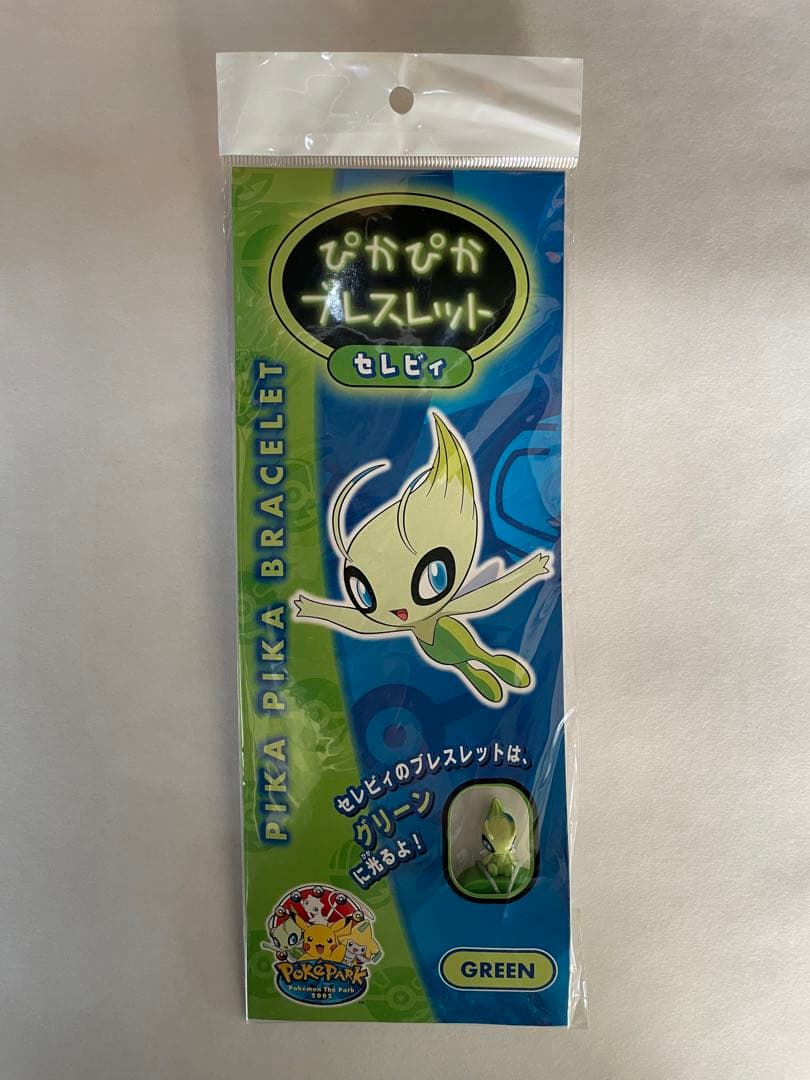 ぴかぴか
ブレスレット
セレビィ
PIKA PIKA BRACELET
セレビィのブレスレットは、
グリーン
に光るよ!
POKÉPARK
Pokémon The Park
2005
GREEN